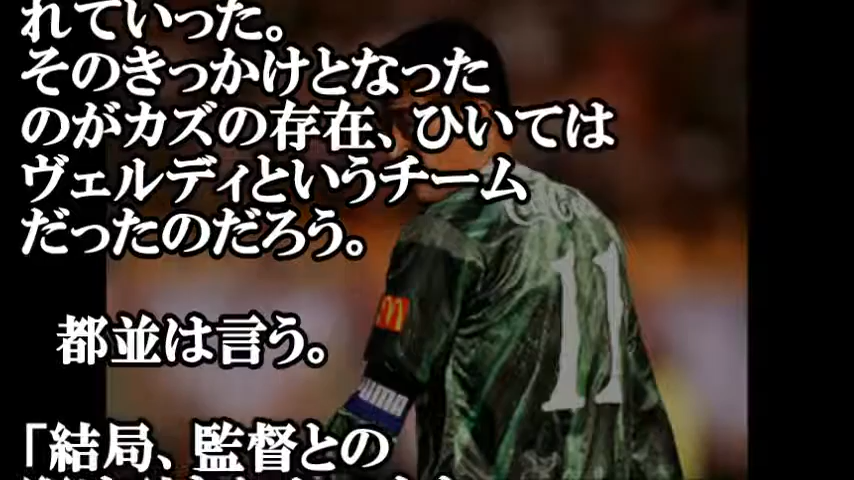 れていった。
そのきっかけとなった
のがカズの存在、ひいては
ヴェルディというチーム
だったのだろう。
都並は言う。
「結局、監督との
11
PUMA